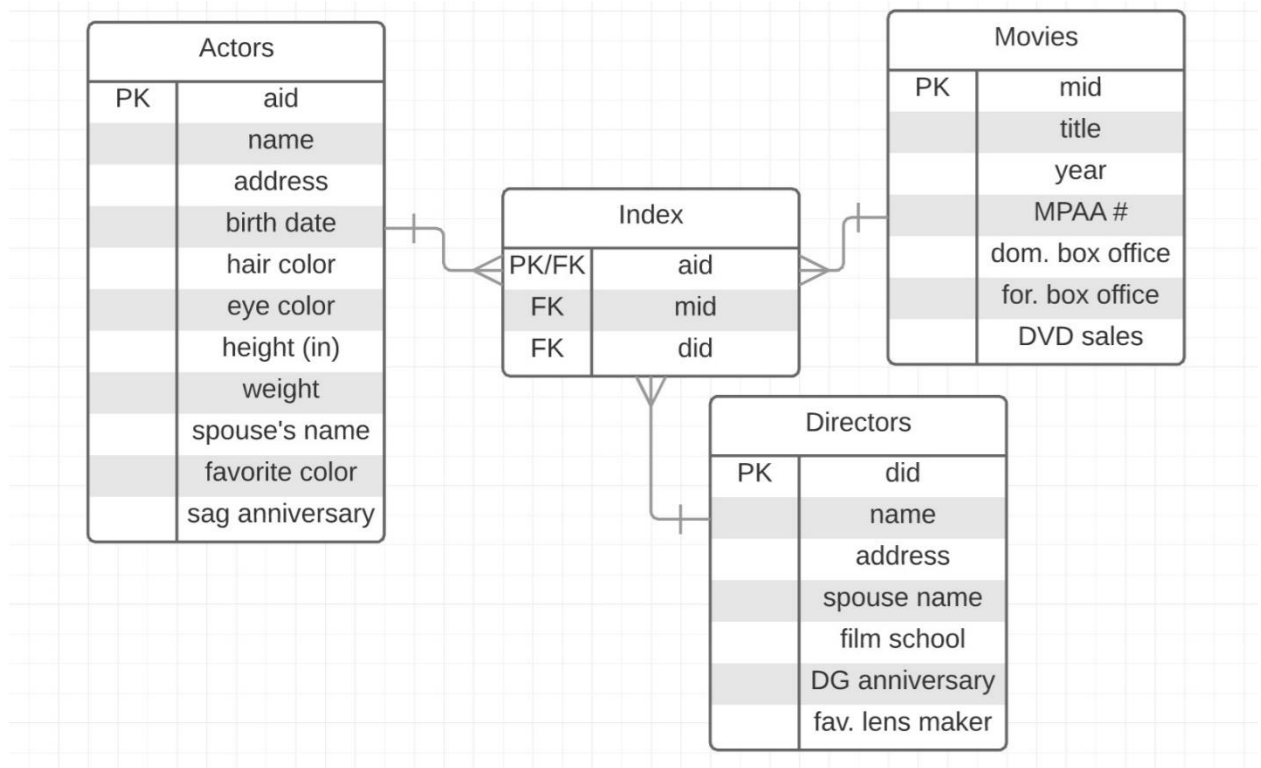 Actors
PK aid
name
address
birth date
hair color
eye color
height (in)
weight
spouse's name
favorite color
sag anniversary
Index
PK/FK aid
FK mid
FK did
Movies
PK mid
title
year
MPAA #
dom. box office
for. box office
DVD sales
Directors
PK did
name
address
spouse name
film school
DG anniversary
fav. lens maker